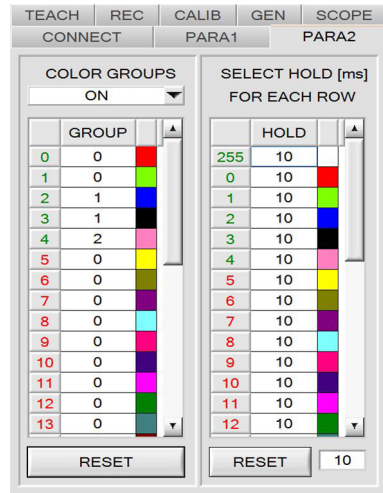 TEACH REC CALIB GEN SCOPE
CONNECT PARA1 PARA2
COLOR GROUPS
ON
GROUP
0 0
1 0
2 1
3 1
4 2
5 0
6 0
7 0
8 0
9 0
10 0
11 0
12 0
13 0
RESET
SELECT HOLD [ms]
FOR EACH ROW
HOLD
255 10
0 10
1 10
2 10
3 10
4 10
5 10
6 10
7 10
8 10
9 10
10 10
11 10
12 10
RESET 10